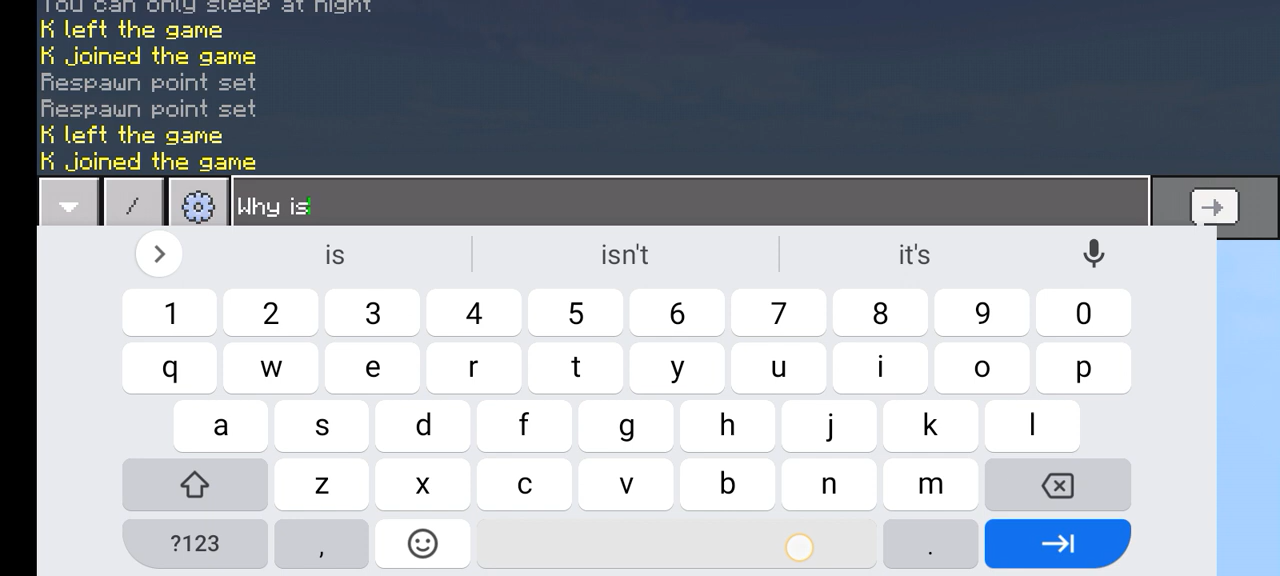 You can only sleep at night
K left the game
K joined the game
Respawn point set
Respawn point set
K left the game
K joined the game
/ Why is
is isn't it's
1 2 3 4 5 6 7 8 9 0
q w e r t y u i o p
a s d f g h j k l
z x c v b n m
?123 , .